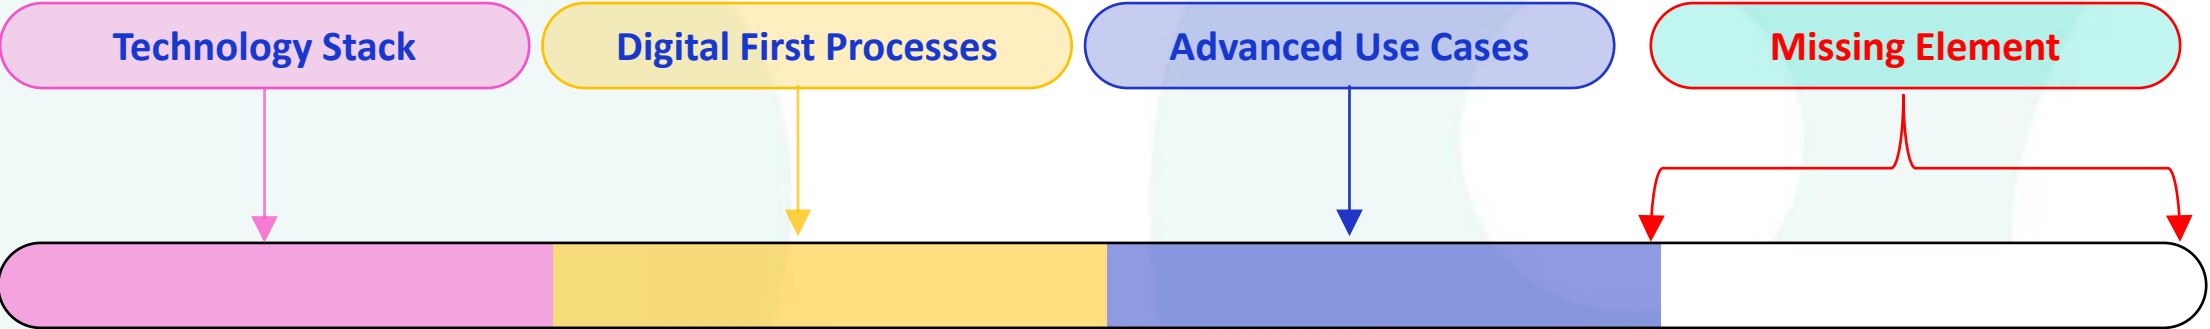 Technology Stack
Digital First Processes
Advanced Use Cases
Missing Element